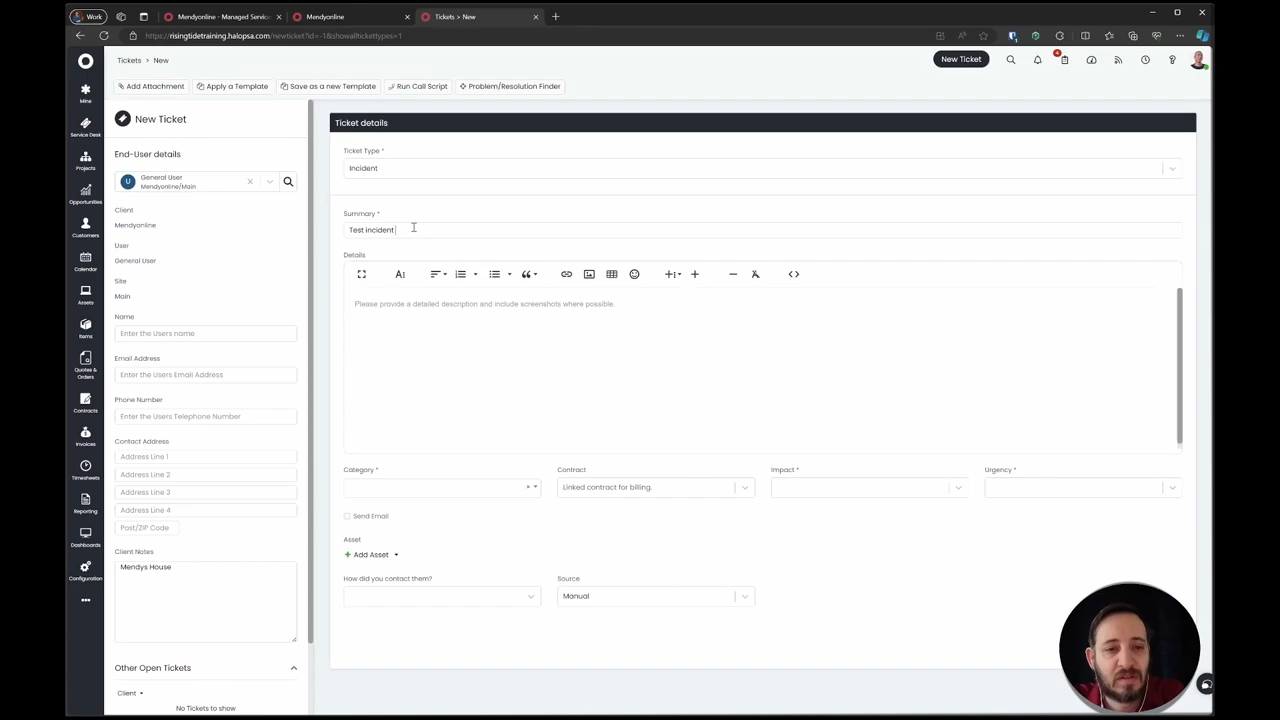 Work
Mendyonline - Managed Servic
Mendyonline
Tickets > New
https://risingtidetraining.halopsa.com/newticket?id=-1&showalltickettypes=1
Tickets > New
New Ticket
4
Add Attachment
Apply a Template
Save as a new Template
Run Call Script
Problem/Resolution Finder
Mine
Service Desk
Projects
Opportunities
Customers
Calendar
Assets
Items
Quotes & Orders
Contracts
Invoices
Timesheets
Reporting
Dashboards
Configuration
New Ticket
End-User details
U
General User
Mendyonline/Main
Client
Mendyonline
User
General User
Site
Main
Name
Enter the Users name
Email Address
Enter the Users Email Address
Phone Number
Enter the Users Telephone Number
Contact Address
Address Line 1
Address Line 2
Address Line 3
Address Line 4
Post/ZIP Code
Client Notes
Mendys House
Other Open Tickets
Client
No Tickets to show
Ticket details
Ticket Type *
Incident
Summary *
Test incident
Details
Please provide a detailed description and include screenshots where possible.
Category *
Contract
Impact *
Urgency *
Linked contract for billing.
Send Email
Asset
Add Asset
How did you contact them?
Source
Manual